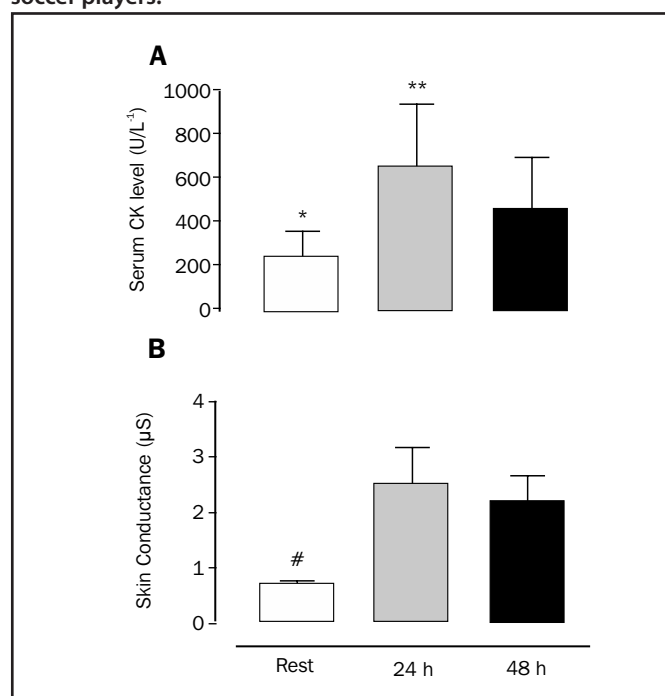 soccer players.
A
Serum CK level (U/L⁻¹)
1000
800
600
400
200
0
*
**
B
Skin Conductance (µS)
4
3
2
1
0
#
Rest 24 h 48 h